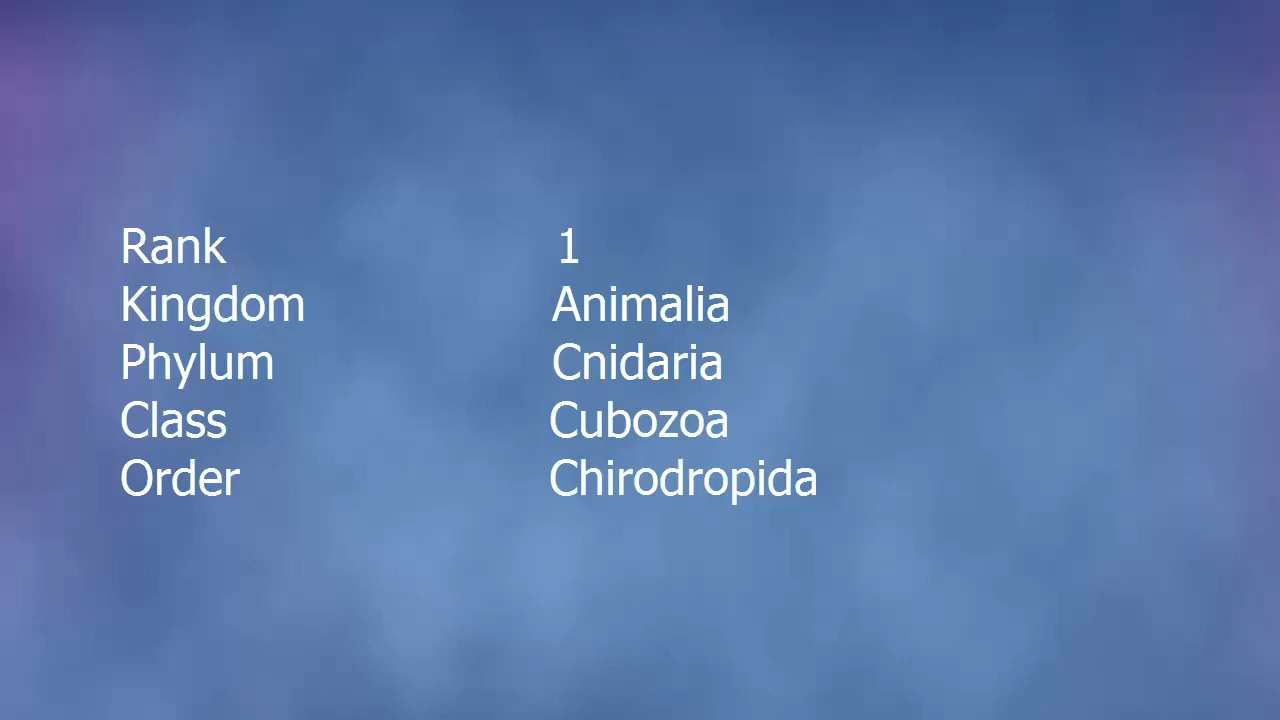 Rank 1
Kingdom Animalia
Phylum Cnidaria
Class Cubozoa
Order Chirodropida